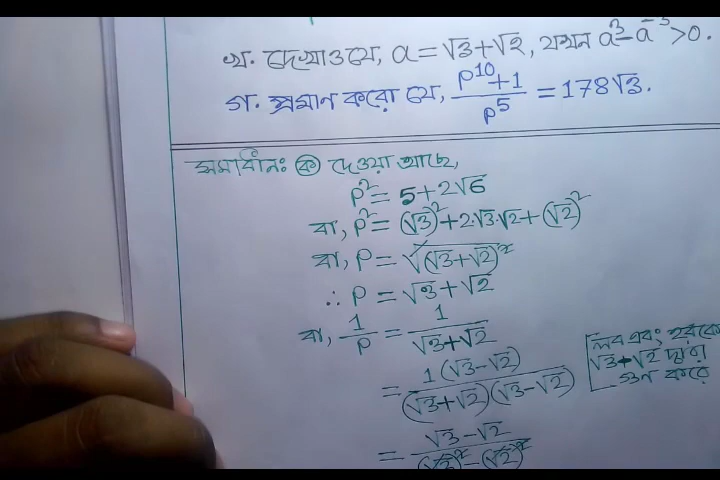 খ. দেখাও যে, a = √3+√2, যখন a³ - a⁻³ > 0.
গ. প্রমান করো যে, (p¹⁰+1)/p⁵ = 178√3.
সমাধানঃ (ক) দেওয়া আছে,
p² = 5+2√6
বা, p² = (√3)²+2·√3·√2+(√2)²
বা, p = √(√3+√2)²
∴ p = √3+√2
বা, 1/p = 1/(√3+√2)
= 1(√3-√2)/(√3+√2)(√3-√2)
[লব এবং হরকে
√3+√2 দ্বারা
গুন করে
= (√3-√2)/((√3)²-(√2)²)